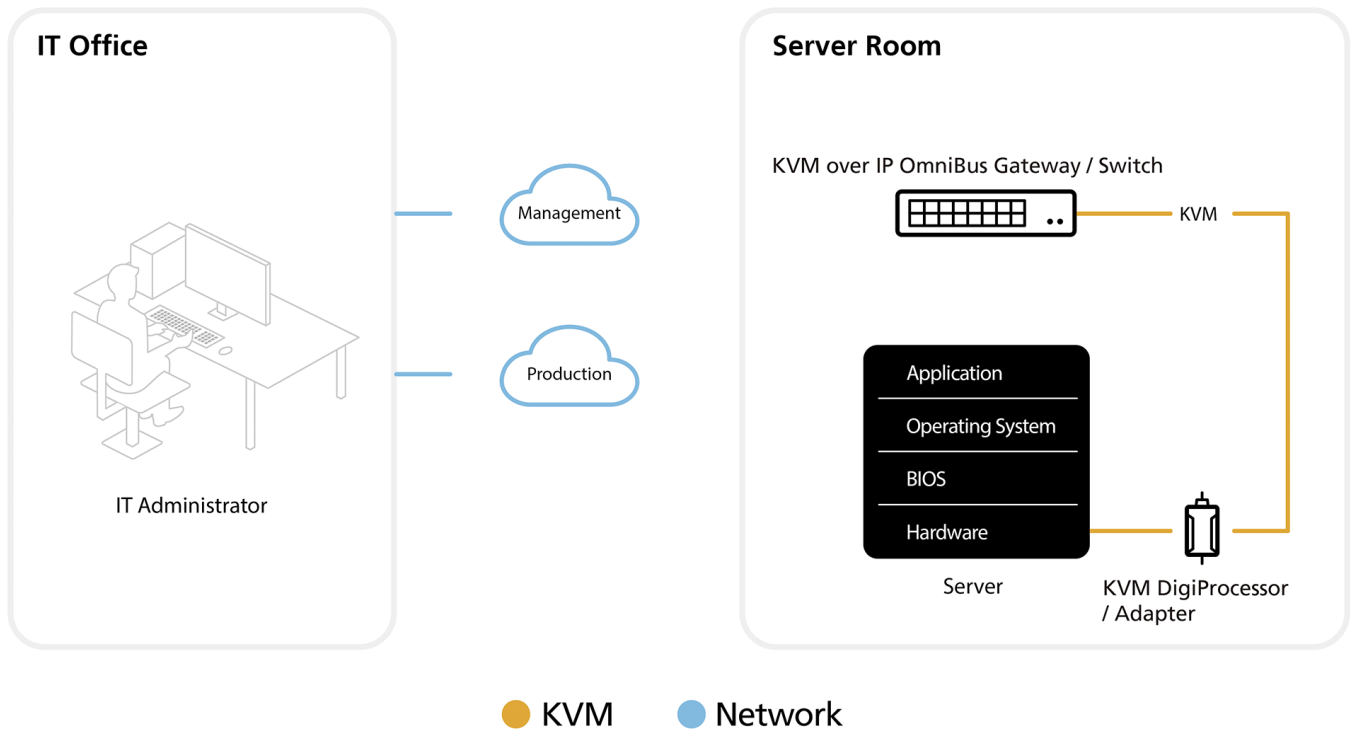 IT Office
Server Room
KVM over IP OmniBus Gateway / Switch
Management
KVM
Production
Application
Operating System
BIOS
Hardware
IT Administrator
Server
KVM DigiProcessor
/ Adapter
KVM
Network